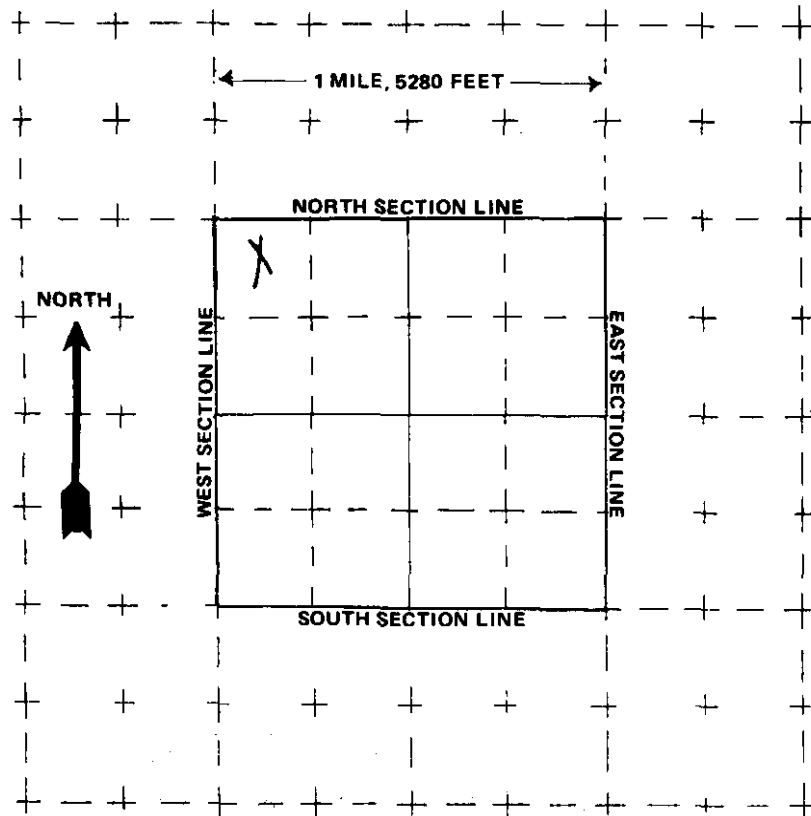 1 MILE, 5280 FEET
NORTH SECTION LINE
X
NORTH
WEST SECTION LINE
EAST SECTION LINE
SOUTH SECTION LINE